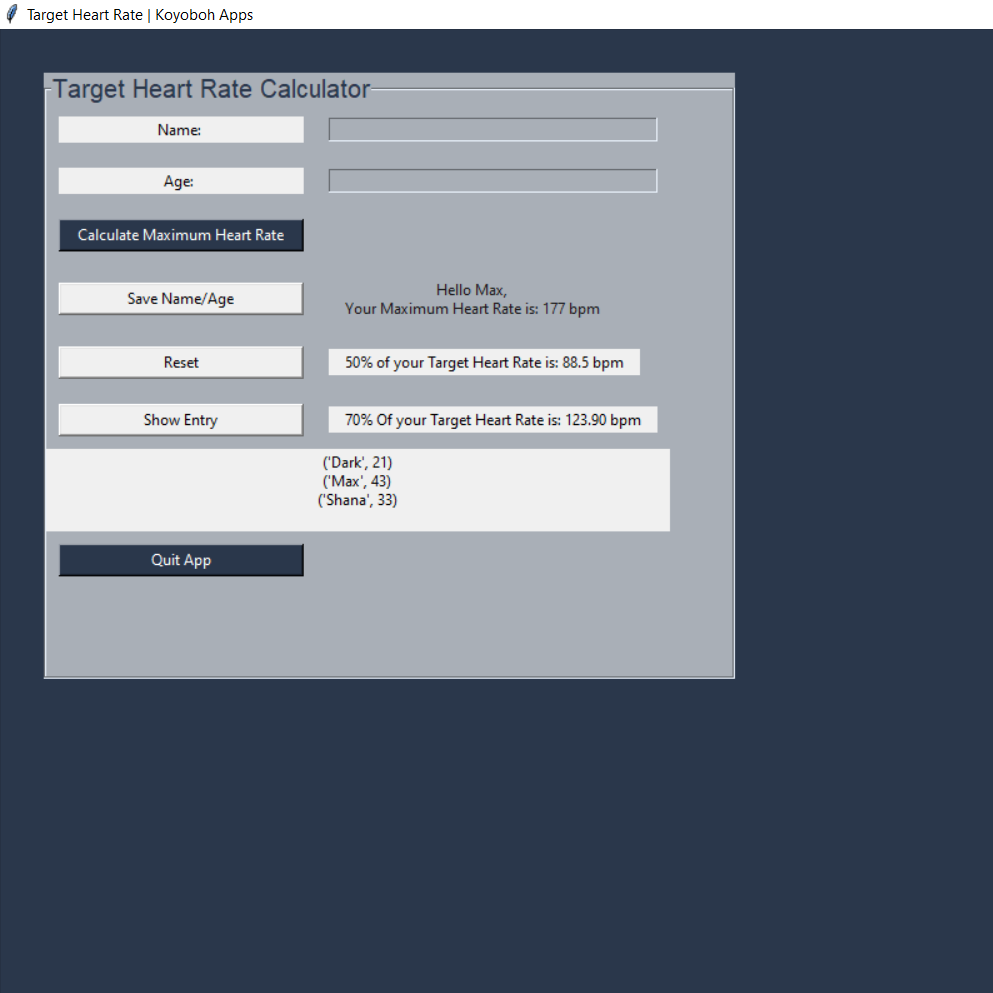 Target Heart Rate | Koyoboh Apps
Target Heart Rate Calculator
Name:
Age:
Calculate Maximum Heart Rate
Save Name/Age
Hello Max,
Your Maximum Heart Rate is: 177 bpm
Reset
50% of your Target Heart Rate is: 88.5 bpm
Show Entry
70% Of your Target Heart Rate is: 123.90 bpm
('Dark', 21)
('Max', 43)
('Shana', 33)
Quit App